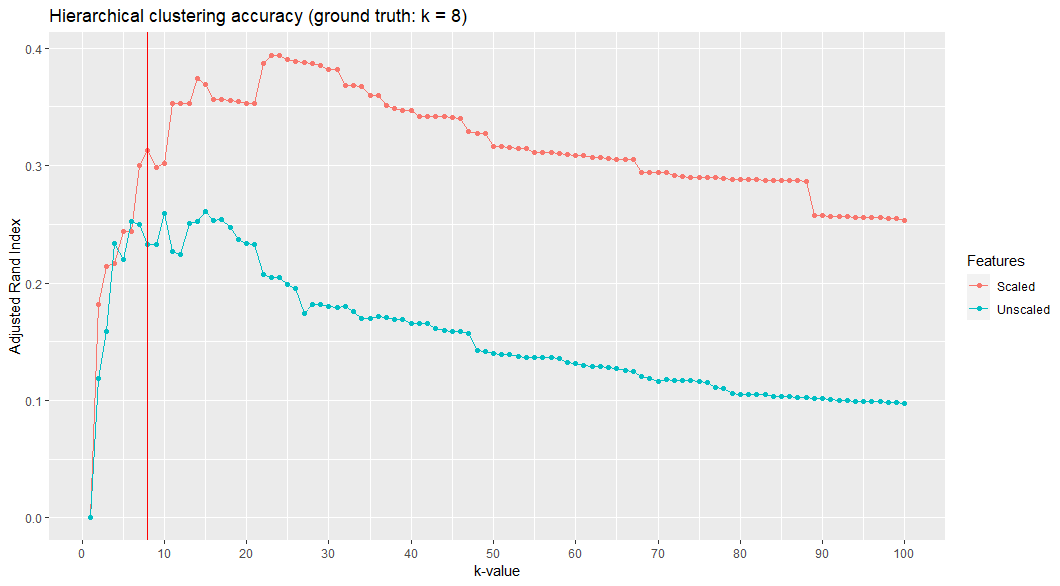 Hierarchical clustering accuracy (ground truth: k = 8)
Adjusted Rand Index
0.4
0.3
0.2
0.1
0.0
0 10 20 30 40 50 60 70 80 90 100
k-value
Features
Scaled
Unscaled